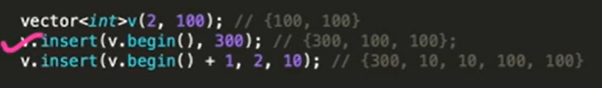 vector<int>v(2, 100); // {100, 100}
v.insert(v.begin(), 300); // {300, 100, 100};
v.insert(v.begin() + 1, 2, 10); // {300, 10, 10, 100, 100}